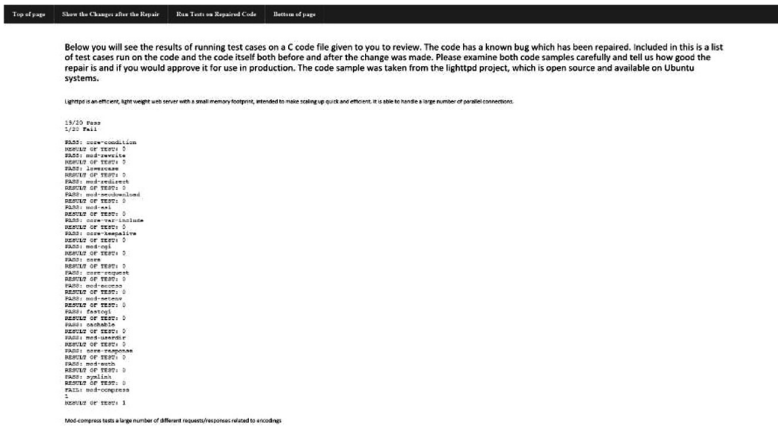 Top of page Show the Changes after the Repair Run Tests on Repaired Code Bottom of page
Below you will see the results of running test cases on a C code file given to you to review. The code has a known bug which has been repaired. Included in this is a list
of test cases run on the code and the code itself both before and after the change was made. Please examine both code samples carefully and tell us how good the
repair is and if you would approve it for use in production. The code sample was taken from the lighttpd project, which is open source and available on Ubuntu
systems.
Lighttpd is an efficient, light weight web server with a small memory footprint, intended to make scaling up quick and efficient. It is able to handle a large number of parallel connections.
19/20 Pass
1/20 Fail
PASS: core-condition
RESULT OF TEST: 0
PASS: mod-rewrite
RESULT OF TEST: 0
PASS: lowercase
RESULT OF TEST: 0
PASS: mod-redirect
RESULT OF TEST: 0
PASS: mod-secdownload
RESULT OF TEST: 0
PASS: mod-ssi
RESULT OF TEST: 0
PASS: core-var-include
RESULT OF TEST: 0
PASS: core-keepalive
RESULT OF TEST: 0
PASS: mod-cgi
RESULT OF TEST: 0
PASS: core
RESULT OF TEST: 0
PASS: core-request
RESULT OF TEST: 0
PASS: mod-access
RESULT OF TEST: 0
PASS: mod-setenv
RESULT OF TEST: 0
PASS: fastcgi
RESULT OF TEST: 0
PASS: cachable
RESULT OF TEST: 0
PASS: mod-userdir
RESULT OF TEST: 0
PASS: core-response
RESULT OF TEST: 0
PASS: mod-auth
RESULT OF TEST: 0
PASS: symlink
RESULT OF TEST: 0
FAIL: mod-compress
1
RESULT OF TEST: 1
Mod-compress tests a large number of different requests/responses related to encodings